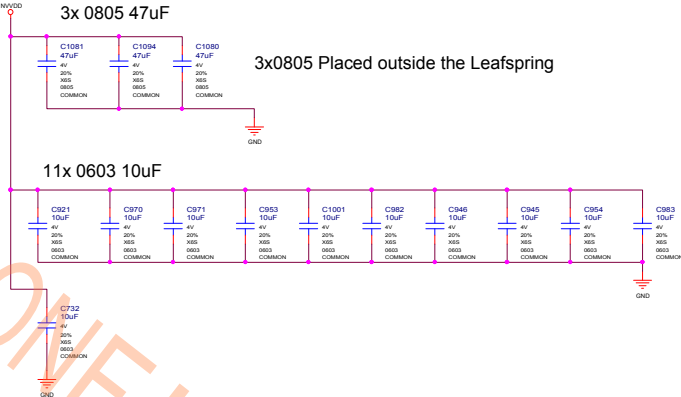 NVVDD
3x 0805 47uF
C1081
47uF
4V
20%
X6S
0805
COMMON
C1094
47uF
4V
20%
X6S
0805
COMMON
C1080
47uF
4V
20%
X6S
0805
COMMON
3x0805 Placed outside the Leafspring
GND
11x 0603 10uF
C921
10uF
4V
20%
X6S
0603
COMMON
C970
10uF
4V
20%
X6S
0603
COMMON
C971
10uF
4V
20%
X6S
0603
COMMON
C953
10uF
4V
20%
X6S
0603
COMMON
C1001
10uF
4V
20%
X6S
0603
COMMON
C982
10uF
4V
20%
X6S
0603
COMMON
C946
10uF
4V
20%
X6S
0603
COMMON
C945
10uF
4V
20%
X6S
0603
COMMON
C954
10uF
4V
20%
X6S
0603
COMMON
C983
10uF
4V
20%
X6S
0603
COMMON
GND
C732
10uF
4V
20%
X6S
0603
COMMON
GND